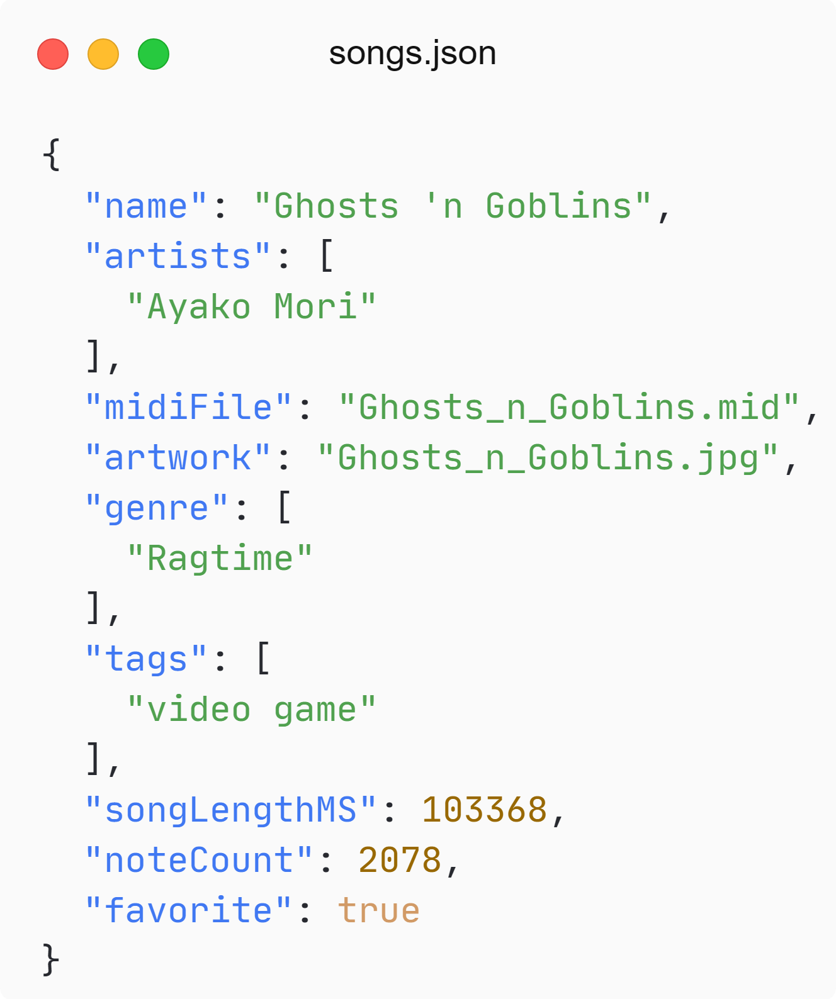 songs.json
{
  "name": "Ghosts 'n Goblins",
  "artists": [
    "Ayako Mori"
  ],
  "midiFile": "Ghosts_n_Goblins.mid",
  "artwork": "Ghosts_n_Goblins.jpg",
  "genre": [
    "Ragtime"
  ],
  "tags": [
    "video game"
  ],
  "songLengthMS": 103368,
  "noteCount": 2078,
  "favorite": true
}